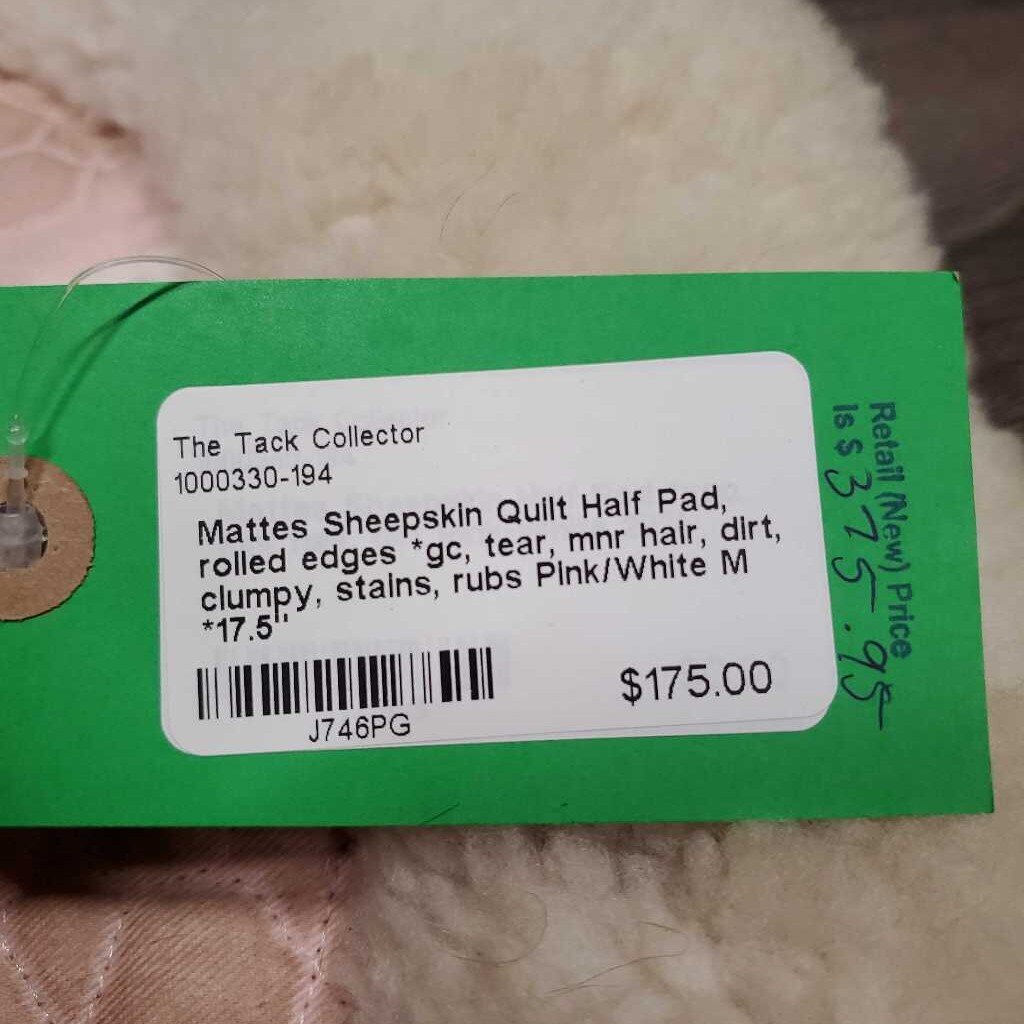 The Tack Collector
1000330-194
Mattes Sheepskin Quilt Half Pad,
rolled edges *gc, tear, mnr hair, dirt,
clumpy, stains, rubs Pink/White M
*17.5"
J746PG
$175.00
Retail (New) Price
Is $ 375.95